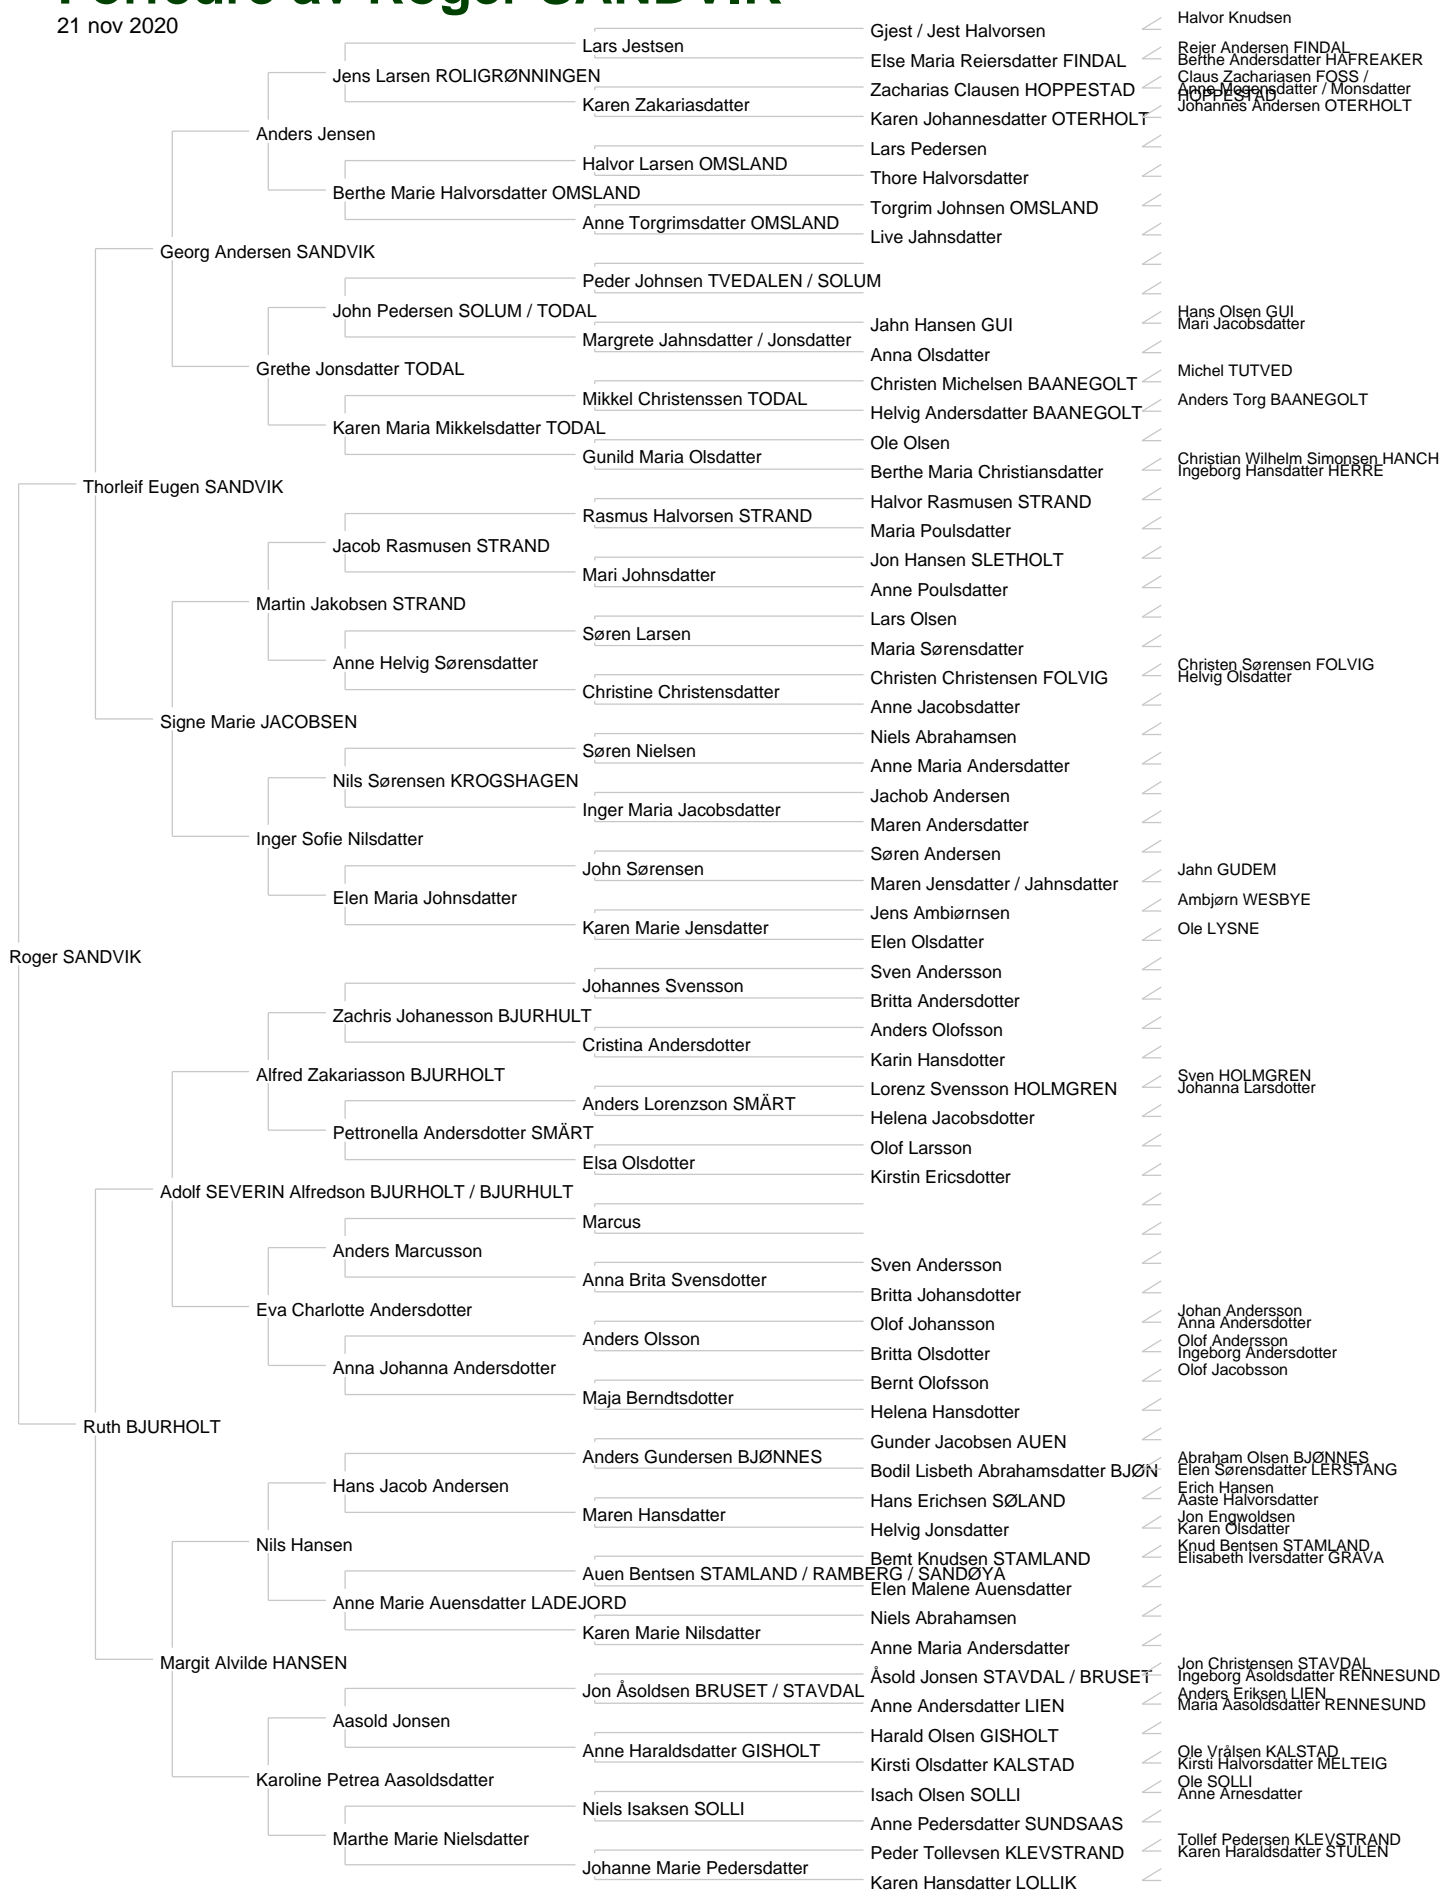 Forfedre av Roger SANDVIK
21 nov 2020
Roger SANDVIK
Thorleif Eugen SANDVIK
Ruth BJURHOLT
Georg Andersen SANDVIK
Signe Marie JACOBSEN
Adolf SEVERIN Alfredson BJURHOLT / BJURHULT
Margit Alvilde HANSEN
Anders Jensen
Grethe Jonsdatter TODAL
Martin Jakobsen STRAND
Inger Sofie Nilsdatter
Alfred Zakariasson BJURHOLT
Eva Charlotte Andersdotter
Nils Hansen
Karoline Petrea Aasoldsdatter
Jens Larsen ROLIGRØNNINGEN
Berthe Marie Halvorsdatter OMSLAND
John Pedersen SOLUM / TODAL
Karen Maria Mikkelsdatter TODAL
Jacob Rasmusen STRAND
Anne Helvig Sørensdatter
Nils Sørensen KROGSHAGEN
Elen Maria Johnsdatter
Zachris Johanesson BJURHULT
Pettronella Andersdotter SMÄRT
Anders Marcusson
Anna Johanna Andersdotter
Hans Jacob Andersen
Anne Marie Auensdatter LADEJORD
Aasold Jonsen
Marthe Marie Nielsdatter
Lars Jestsen
Karen Zakariasdatter
Halvor Larsen OMSLAND
Anne Torgrimsdatter OMSLAND
Peder Johnsen TVEDALEN / SOLUM
Margrete Jahnsdatter / Jonsdatter
Mikkel Christenssen TODAL
Gunild Maria Olsdatter
Rasmus Halvorsen STRAND
Mari Johnsdatter
Søren Larsen
Christine Christensdatter
Søren Nielsen
Inger Maria Jacobsdatter
John Sørensen
Karen Marie Jensdatter
Johannes Svensson
Cristina Andersdotter
Anders Lorenzson SMÄRT
Elsa Olsdotter
Marcus
Anna Brita Svensdotter
Anders Olsson
Maja Berndtsdotter
Anders Gundersen BJØNNES
Maren Hansdatter
Auen Bentsen STAMLAND / RAMBERG / SANDØYA
Karen Marie Nilsdatter
Jon Åsoldsen BRUSET / STAVDAL
Anne Haraldsdatter GISHOLT
Niels Isaksen SOLLI
Johanne Marie Pedersdatter
Gjest / Jest Halvorsen
Else Maria Reiersdatter FINDAL
Zacharias Clausen HOPPESTAD
Karen Johannesdatter OTERHOLT
Lars Pedersen
Thore Halvorsdatter
Torgrim Johnsen OMSLAND
Live Jahnsdatter
Jahn Hansen GUI
Anna Olsdatter
Christen Michelsen BAANEGOLT
Helvig Andersdatter BAANEGOLT
Ole Olsen
Berthe Maria Christiansdatter
Halvor Rasmusen STRAND
Maria Poulsdatter
Jon Hansen SLETHOLT
Anne Poulsdatter
Lars Olsen
Maria Sørensdatter
Christen Christensen FOLVIG
Anne Jacobsdatter
Niels Abrahamsen
Anne Maria Andersdatter
Jachob Andersen
Maren Andersdatter
Søren Andersen
Maren Jensdatter / Jahnsdatter
Jens Ambiørnsen
Elen Olsdatter
Sven Andersson
Britta Andersdotter
Anders Olofsson
Karin Hansdotter
Lorenz Svensson HOLMGREN
Helena Jacobsdotter
Olof Larsson
Kirstin Ericsdotter
Sven Andersson
Britta Johansdotter
Olof Johansson
Britta Olsdotter
Bernt Olofsson
Helena Hansdotter
Gunder Jacobsen AUEN
Bodil Lisbeth Abrahamsdatter BJØN
Hans Erichsen SØLAND
Helvig Jonsdatter
Bemt Knudsen STAMLAND
Elen Malene Auensdatter
Niels Abrahamsen
Anne Maria Andersdatter
Åsold Jonsen STAVDAL / BRUSET
Anne Andersdatter LIEN
Harald Olsen GISHOLT
Kirsti Olsdatter KALSTAD
Isach Olsen SOLLI
Anne Pedersdatter SUNDSAAS
Peder Tollevsen KLEVSTRAND
Karen Hansdatter LOLLIK
Halvor Knudsen
Reier Andersen FINDAL
Berthe Andersdatter HAFREAKER
Claus Zachariasen FOSS /
HOPPESTAD
Anne Mogensdatter / Monsdatter
Johannes Andersen OTERHOLT
Hans Olsen GUI
Mari Jacobsdatter
Michel TUTVED
Anders Torg BAANEGOLT
Christian Wilhelm Simonsen HANCH
Ingeborg Hansdatter HERRE
Christen Sørensen FOLVIG
Helvig Olsdatter
Jahn GUDEM
Ambjørn WESBYE
Ole LYSNE
Sven HOLMGREN
Johanna Larsdotter
Johan Andersson
Anna Andersdotter
Olof Andersson
Ingeborg Andersdotter
Olof Jacobsson
Abraham Olsen BJØNNES
Elen Sørensdatter LERSTANG
Erich Hansen
Aaste Halvorsdatter
Jon Engwoldsen
Karen Olsdatter
Knud Bentsen STAMLAND
Elisabeth Iversdatter GRAVA
Jon Christensen STAVDAL
Ingeborg Åsoldsdatter RENNESUND
Anders Eriksen LIEN
Maria Aasoldsdatter RENNESUND
Ole Vrålsen KALSTAD
Kirsti Halvorsdatter MELTEIG
Ole SOLLI
Anne Arnesdatter
Tollef Pedersen KLEVSTRAND
Karen Haraldsdatter STULEN